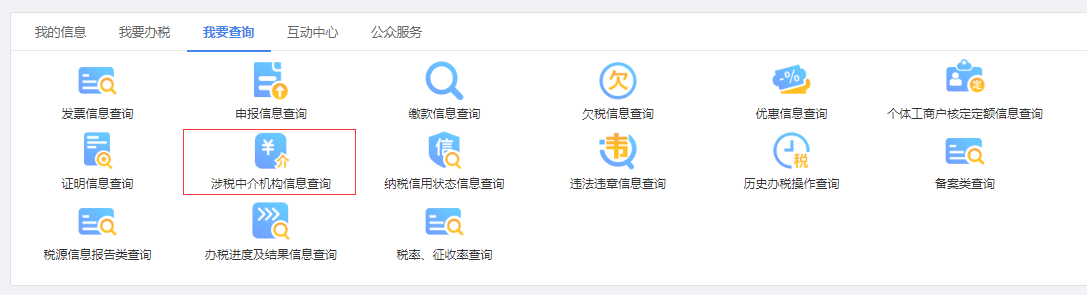 我的信息 我要办税 我要查询 互动中心 公众服务
欠 -% 定
发票信息查询 申报信息查询 缴款信息查询 欠税信息查询 优惠信息查询 个体工商户核定定额信息查询
¥ 介 信 韦 税
证明信息查询 涉税中介机构信息查询 纳税信用状态信息查询 违法违章信息查询 历史办税操作查询 备案类查询
税源信息报告类查询 办税进度及结果信息查询 税率、征收率查询